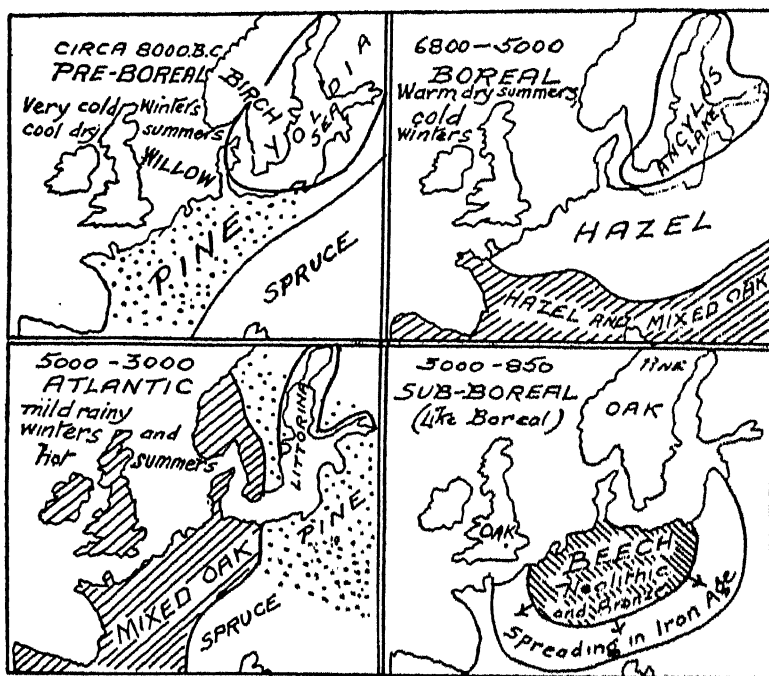 CIRCA 8000.B.C.
PRE-BOREAL
Very cold Winters
cool dry summers
BIRCH
YOLDIA
SEA
WILLOW
PINE
SPRUCE
6800-5000
BOREAL
Warm dry summers,
cold
winters
ANCYLUS
LAKE
HAZEL
HAZEL AND MIXED OAK
5000-3000
ATLANTIC
mild rainy
winters and
hot summers
LITTORINA
PINE
MIXED OAK
SPRUCE
3000-850
SUB-BOREAL
(Like Boreal)
PINE
OAK
OAK
BEECH
and Bronze
Spreading in Iron Age